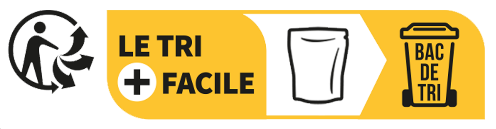 LE TRI
+ FACILE
BAC
DE
TRI